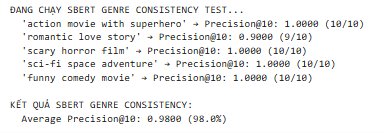 ĐANG CHẠY SBERT GENRE CONSISTENCY TEST...
'action movie with superhero' → Precision@10: 1.0000 (10/10)
'romantic love story' → Precision@10: 0.9000 (9/10)
'scary horror film' → Precision@10: 1.0000 (10/10)
'sci-fi space adventure' → Precision@10: 1.0000 (10/10)
'funny comedy movie' → Precision@10: 1.0000 (10/10)
KẾT QUẢ SBERT GENRE CONSISTENCY:
Average Precision@10: 0.9800 (98.0%)